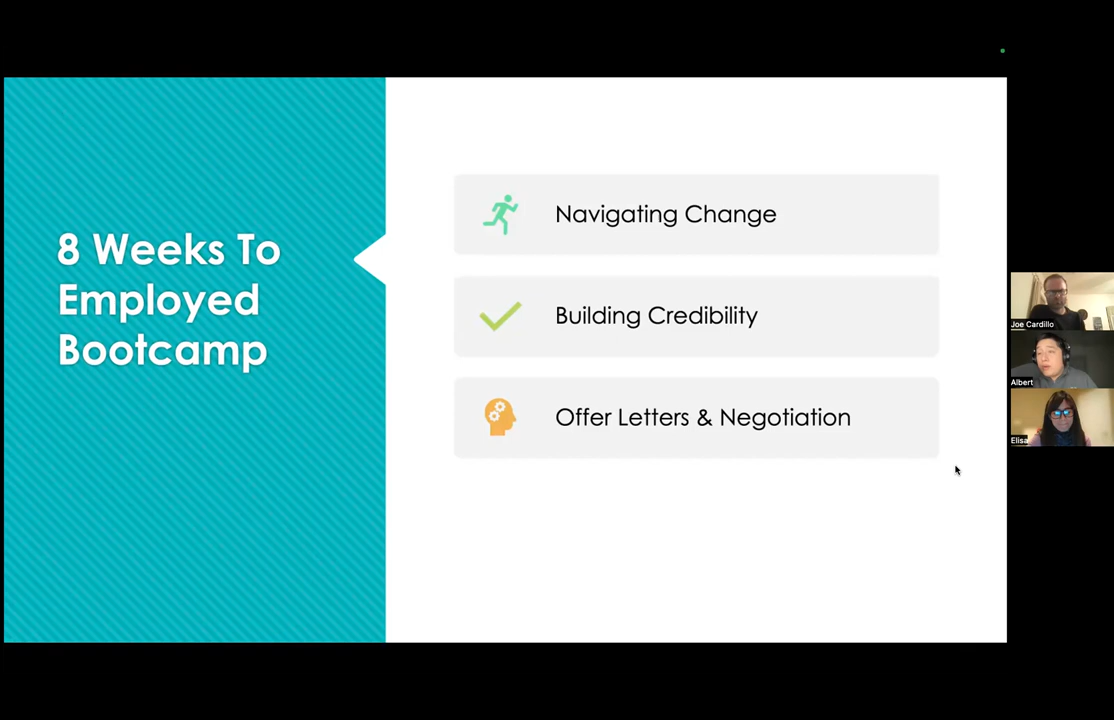 8 Weeks To
Employed
Bootcamp
Navigating Change
Building Credibility
Offer Letters & Negotiation
Joe Cardillo
Albert
Elisa